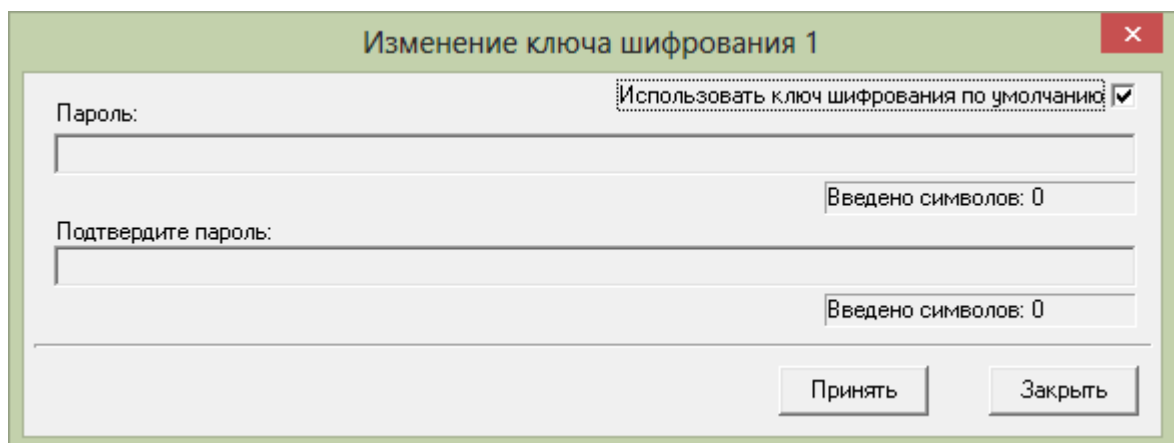 Изменение ключа шифрования 1
Использовать ключ шифрования по умолчанию
Пароль:
Введено символов: 0
Подтвердите пароль:
Введено символов: 0
Принять Закрыть